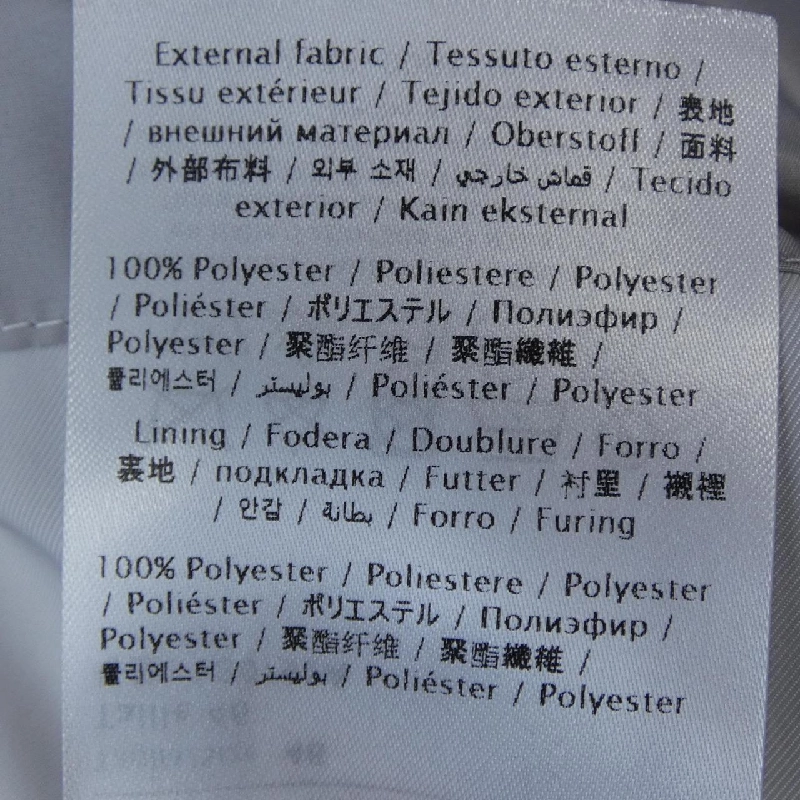 External fabric / Tessuto esterno /
Tissu extérieur / Tejido exterior / 表地
/ внешний материал / Oberstoff / 面料
/ 外部布料 / 외부 소재 / قماش خارجي / Tecido
exterior / Kain eksternal
100% Polyester / Poliestere / Polyester
/ Poliéster / ポリエステル / Полиэфир /
Polyester / 聚酯纤维 / 聚酯纖維 /
폴리에스터 / بوليستر / Poliéster / Polyester
Lining / Fodera / Doublure / Forro /
裏地 / подкладка / Futter / 衬里 / 襯裡
/ 안감 / بطانة / Forro / Furing
100% Polyester / Poliestere / Polyester
/ Poliéster / ポリエステル / Полиэфир /
Polyester / 聚酯纤维 / 聚酯纖維 /
폴리에스터 / بوليستر / Poliéster / Polyester